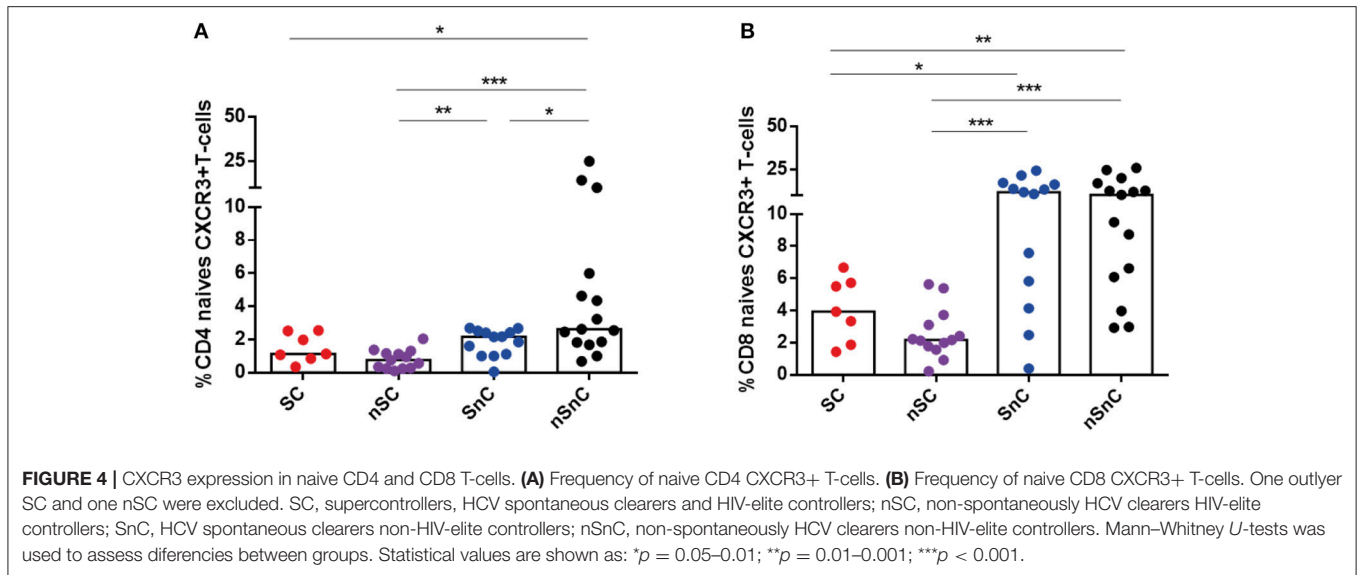 A
*
***
** *
50
25
10
8
6
4
2
0
% CD4 naives CXCR3+T-cells
SC nSC SnC nSnC
B
**
*
***
***
50
25
10
8
6
4
2
0
% CD8 naives CXCR3+ T-cells
SC nSC SnC nSnC
FIGURE 4 | CXCR3 expression in naive CD4 and CD8 T-cells. (A) Frequency of naive CD4 CXCR3+ T-cells. (B) Frequency of naive CD8 CXCR3+ T-cells. One outlyer
SC and one nSC were excluded. SC, supercontrollers, HCV spontaneous clearers and HIV-elite controllers; nSC, non-spontaneously HCV clearers HIV-elite
controllers; SnC, HCV spontaneous clearers non-HIV-elite controllers; nSnC, non-spontaneously HCV clearers non-HIV-elite controllers. Mann–Whitney U-tests was
used to assess diferencies between groups. Statistical values are shown as: *p = 0.05–0.01; **p = 0.01–0.001; ***p < 0.001.